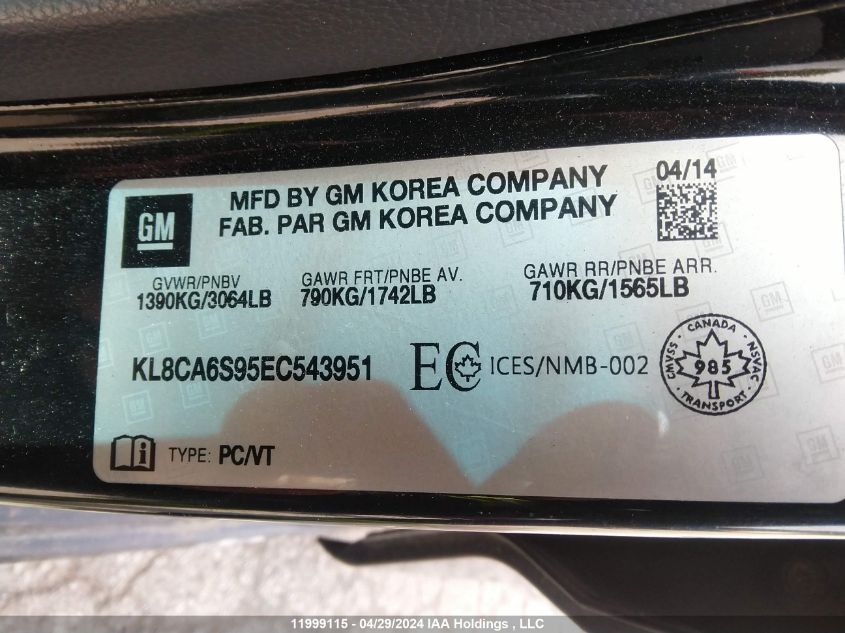 GM
MFD BY GM KOREA COMPANY
FAB. PAR GM KOREA COMPANY
04/14
GVWR/PNBV
1390KG/3064LB
GAWR FRT/PNBE AV.
790KG/1742LB
GAWR RR/PNBE ARR.
710KG/1565LB
KL8CA6S95EC543951
EC ICES/NMB-002
CANADA
SSVMC
985
NSVAC
TRANSPORT
i TYPE: PC/VT
11999115 - 04/29/2024 IAA Holdings , LLC